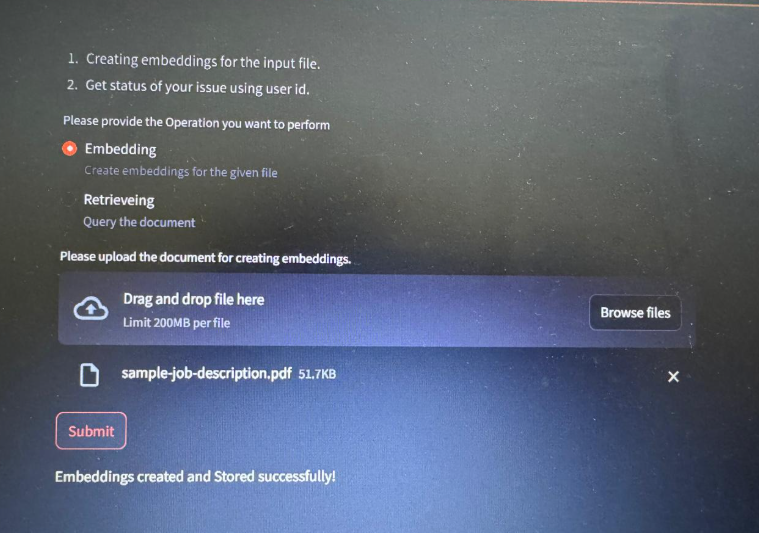 1. Creating embeddings for the input file.
2. Get status of your issue using user id.
Please provide the Operation you want to perform
Embedding
Create embeddings for the given file
Retrieveing
Query the document
Please upload the document for creating embeddings.
Drag and drop file here
Limit 200MB per file
Browse files
sample-job-description.pdf 51.7KB
Submit
Embeddings created and Stored successfully!